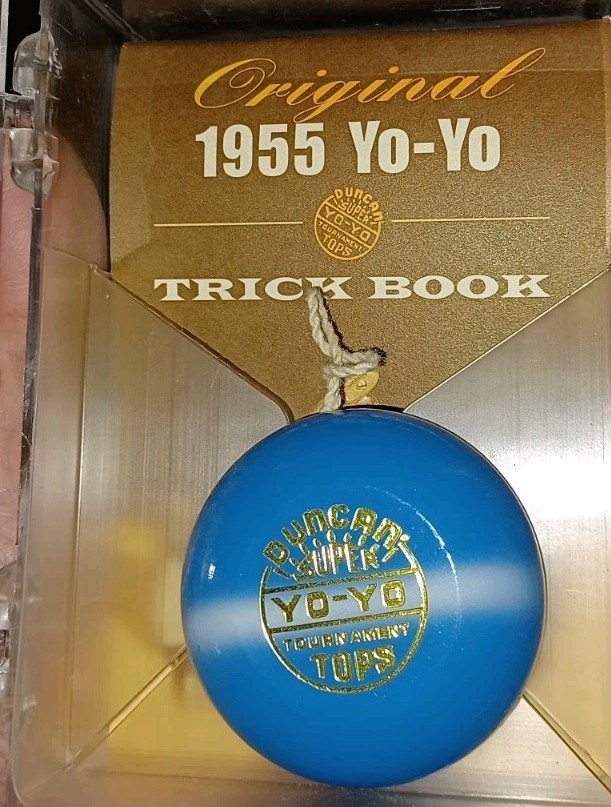 Original
1955 Yo-Yo
DUNCAN
SUPER
YO-YO
TOURNAMENT
TOPS
TRICK BOOK
DUNCAN
SUPER
YO-YO
TOURNAMENT
TOPS